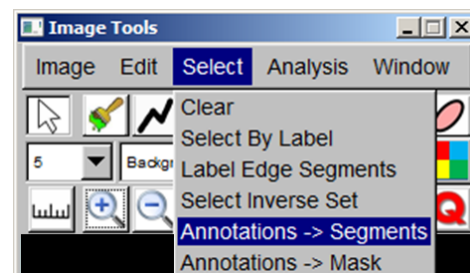 Image Tools
Image Edit Select Analysis Window
Clear
Select By Label
5 Backgr Label Edge Segments
Select Inverse Set
Q
Annotations -> Segments
Annotations -> Mask